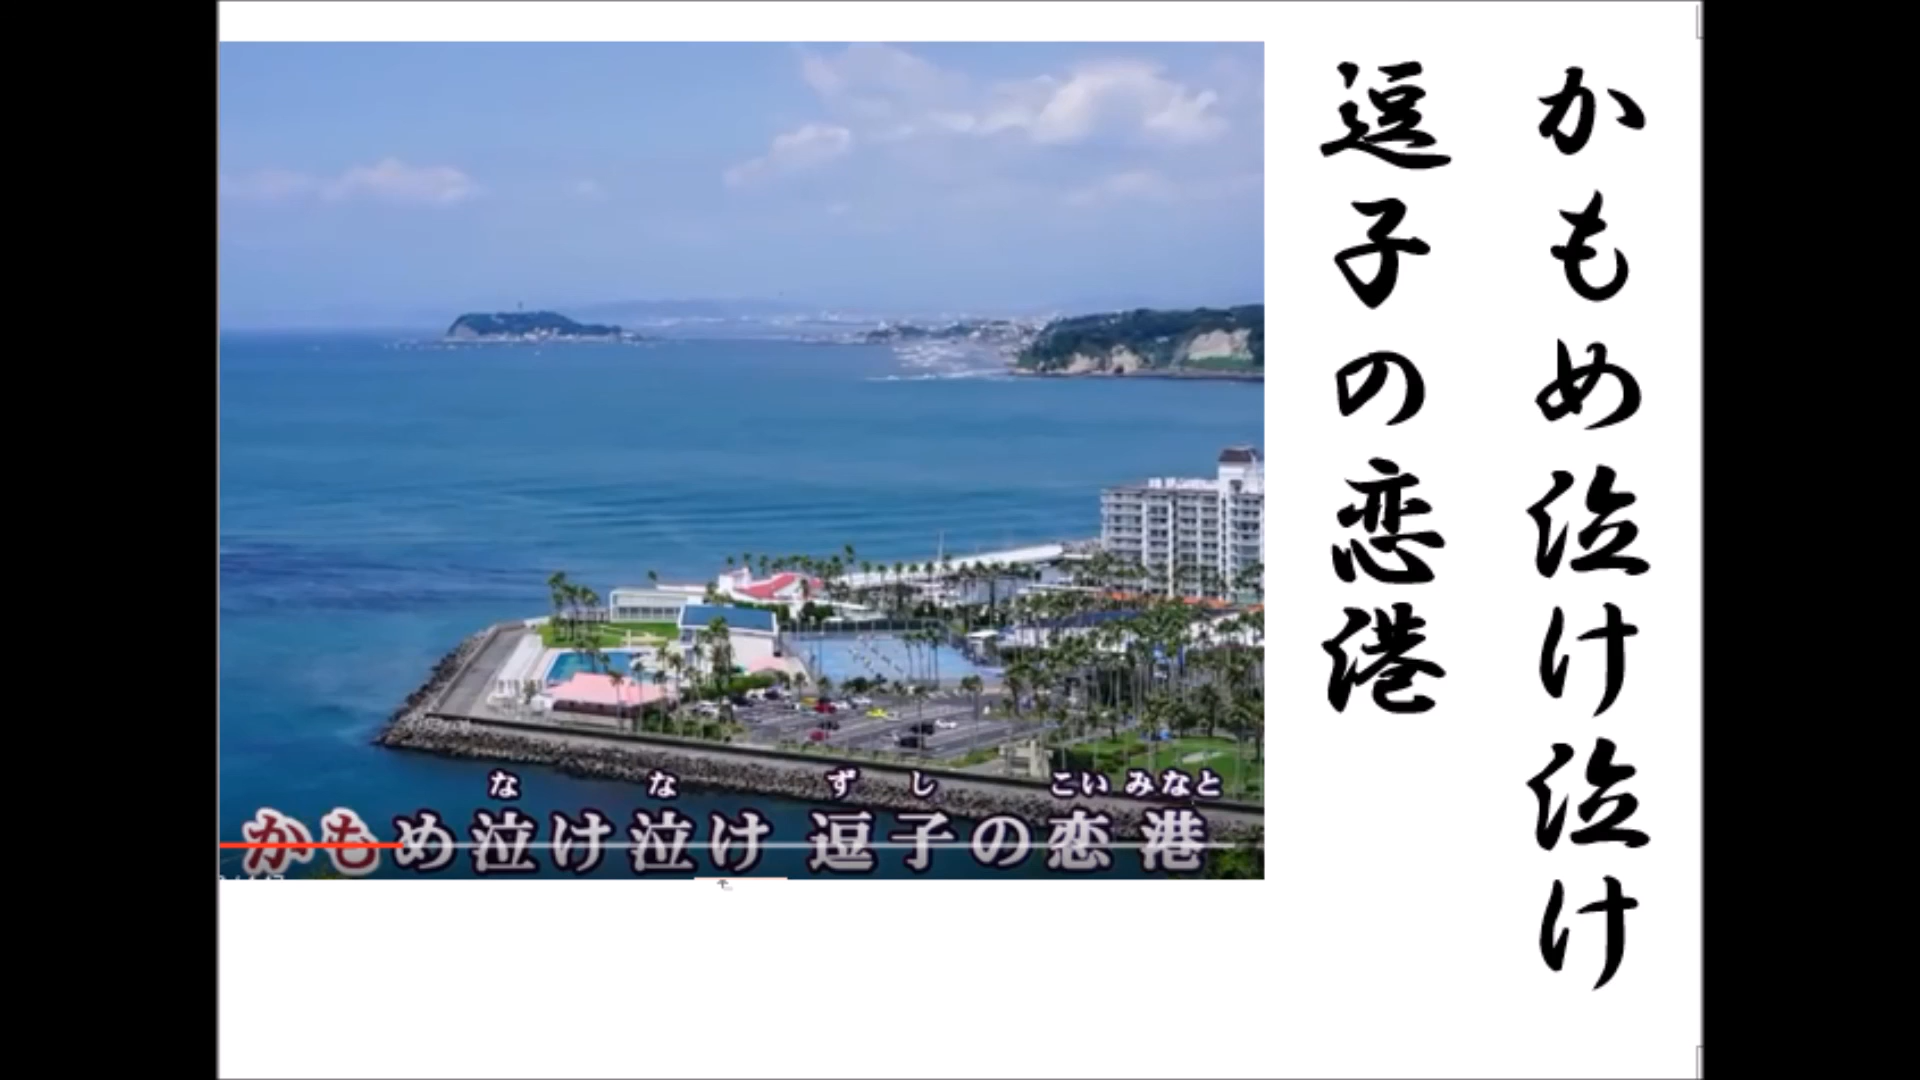 かもめ泣け泣け
逗子の恋港
な な ず し こい みなと
かもめ泣け泣け 逗子の恋港